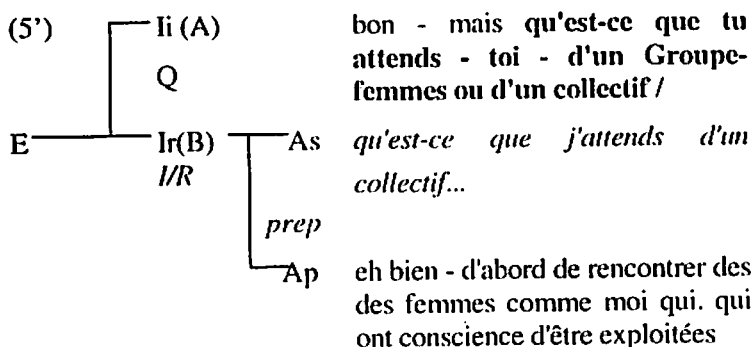 (5') Ii (A) bon - mais qu'est-ce que tu
attends - toi - d'un Groupe-
Q
femmes ou d'un collectif /
E Ir(B) As qu'est-ce que j'attends d'un
I/R
collectif...
prep
Ap eh bien - d'abord de rencontrer des
des femmes comme moi qui. qui
ont conscience d'être exploitées